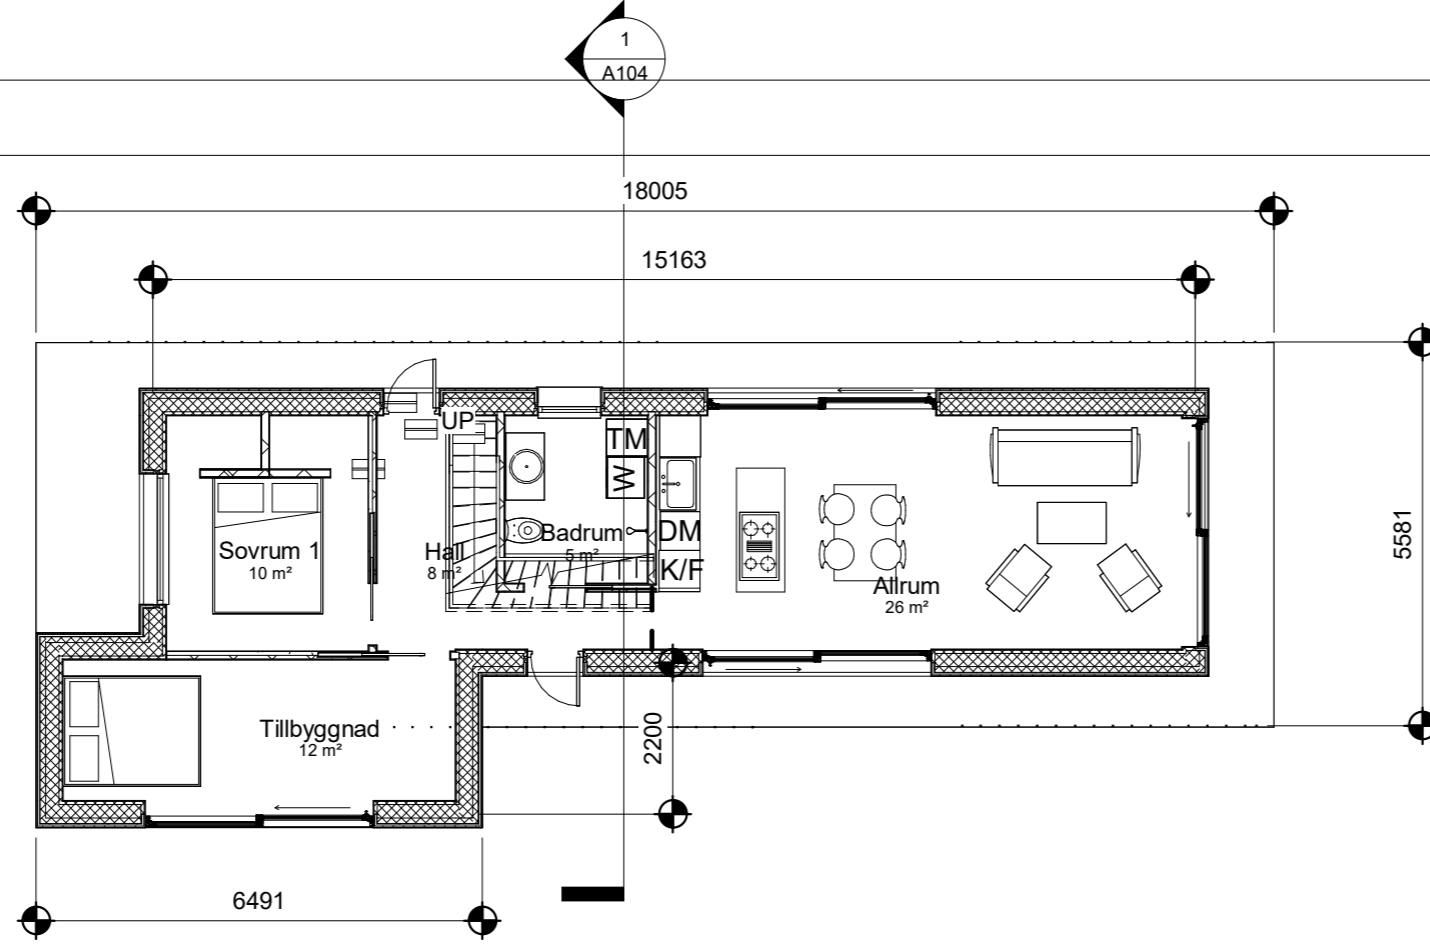 1
A104
18005
15163
UP
TM
W
Badrum
5 m²
DM
K/F
Sovrum 1
10 m²
Hall
8 m²
Allrum
26 m²
5581
Tillbyggnad
12 m²
2200
6491